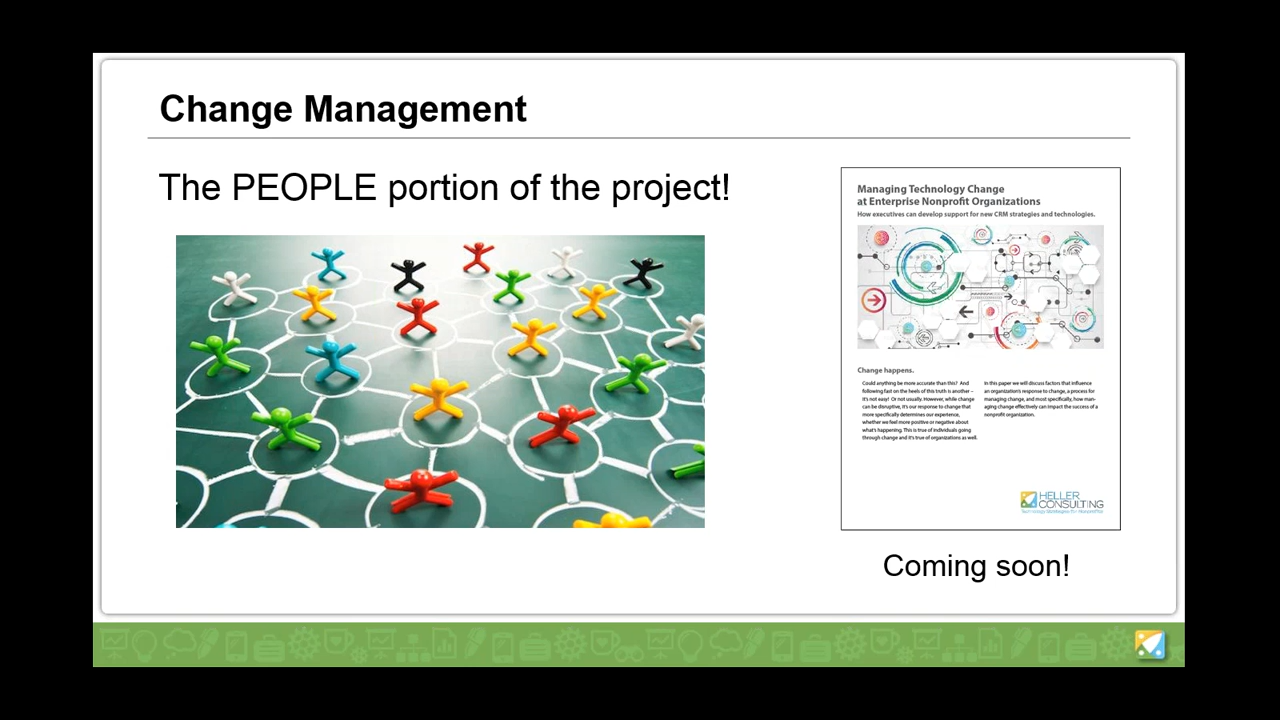 Change Management
The PEOPLE portion of the project!
Managing Technology Change
at Enterprise Nonprofit Organizations
How executives can develop support for new CRM strategies and technologies.
Change happens.
Could anything be more accurate than this? And
following fast on the heels of this truth is another –
it's not easy! Or not usually. However, while change
can be disruptive, it's our response to change that
more specifically determines our experience,
whether we feel more positive or negative about
what's happening. This is true of individuals going
through change and it's true of organizations as well.
In this paper we will discuss factors that influence
an organization's response to change, a process for
managing change, and most specifically, how man-
aging change effectively can impact the success of a
nonprofit organization.
HELLER
CONSULTING
Technology Strategies for Nonprofits
Coming soon!